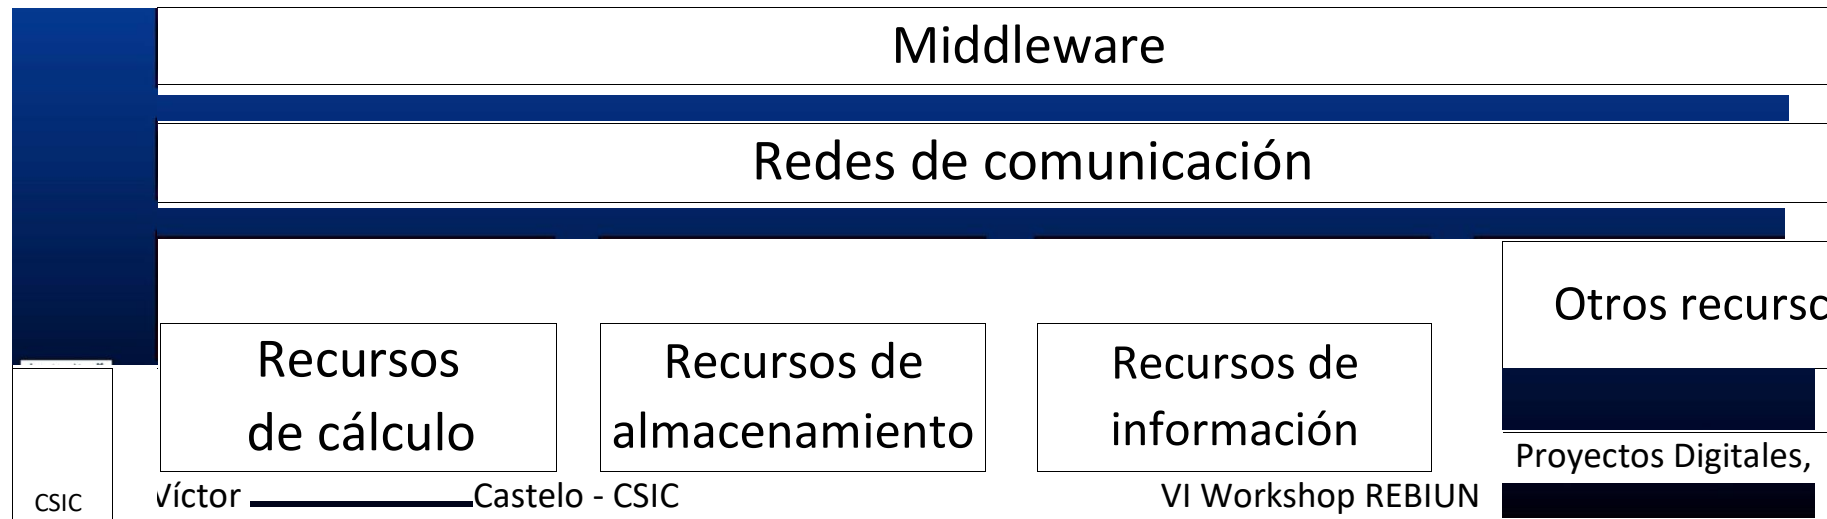 Middleware
Redes de comunicación
Otros recurso
Recursos
de cálculo
Recursos de
almacenamiento
Recursos de
información
Proyectos Digitales,
CSIC
Víctor Castelo - CSIC
VI Workshop REBIUN